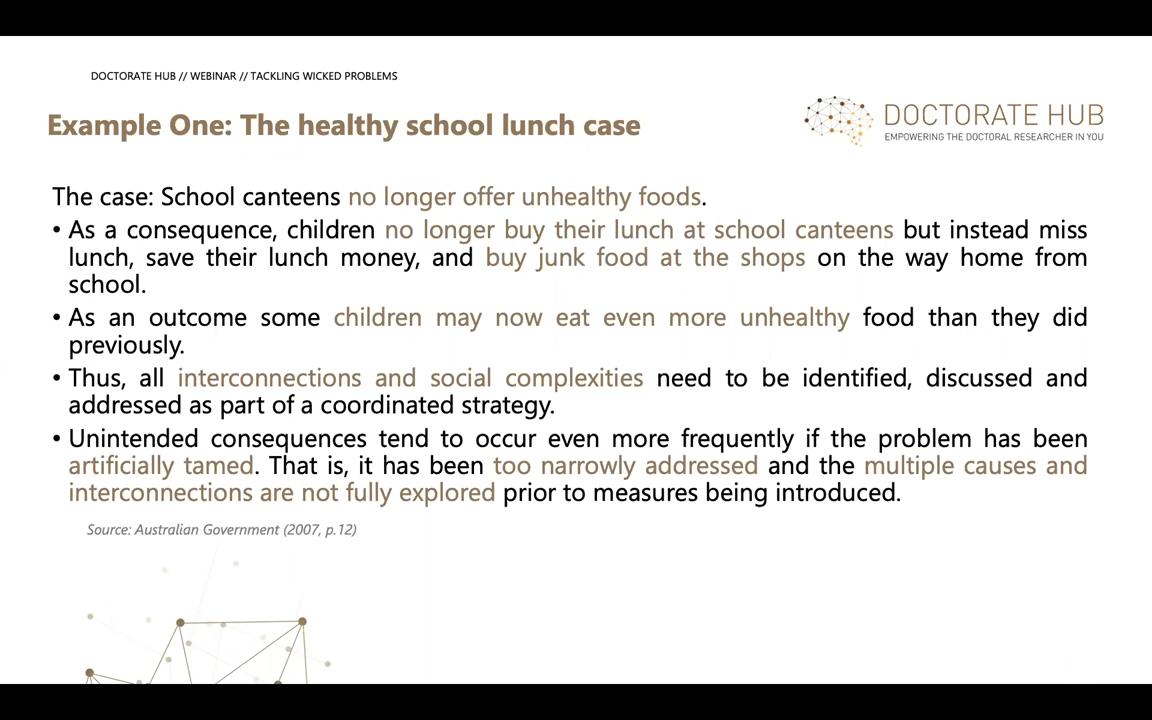 DOCTORATE HUB // WEBINAR // TACKLING WICKED PROBLEMS
Example One: The healthy school lunch case
DOCTORATE HUB
EMPOWERING THE DOCTORAL RESEARCHER IN YOU
The case: School canteens no longer offer unhealthy foods.
• As a consequence, children no longer buy their lunch at school canteens but instead miss
lunch, save their lunch money, and buy junk food at the shops on the way home from
school.
• As an outcome some children may now eat even more unhealthy food than they did
previously.
• Thus, all interconnections and social complexities need to be identified, discussed and
addressed as part of a coordinated strategy.
• Unintended consequences tend to occur even more frequently if the problem has been
artificially tamed. That is, it has been too narrowly addressed and the multiple causes and
interconnections are not fully explored prior to measures being introduced.
Source: Australian Government (2007, p.12)